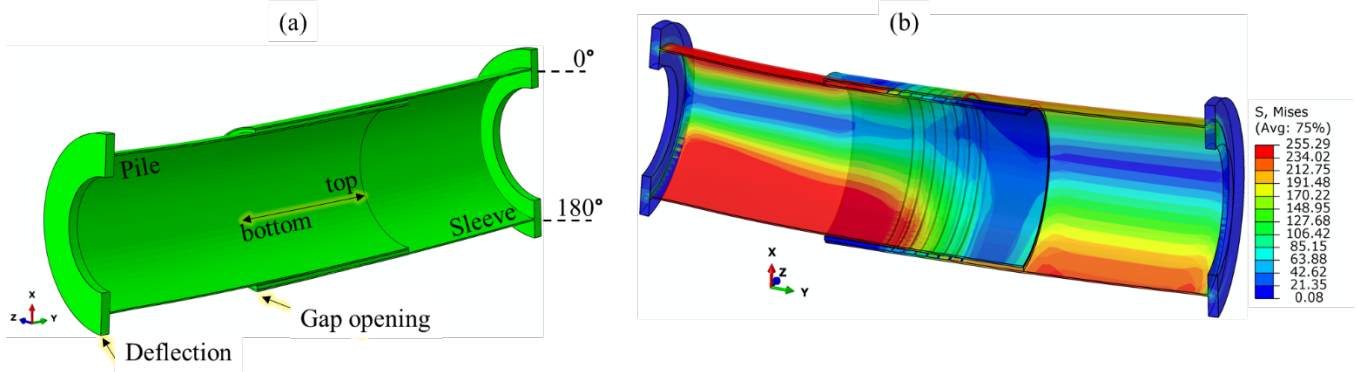 (a)
0°
Pile
top
bottom
Sleeve
180°
Gap opening
Deflection
X
Z
Y
(b)
S, Mises
(Avg: 75%)
255.29
234.02
212.75
191.48
170.22
148.95
127.68
106.42
85.15
63.88
42.62
21.35
0.08
X
Z
Y